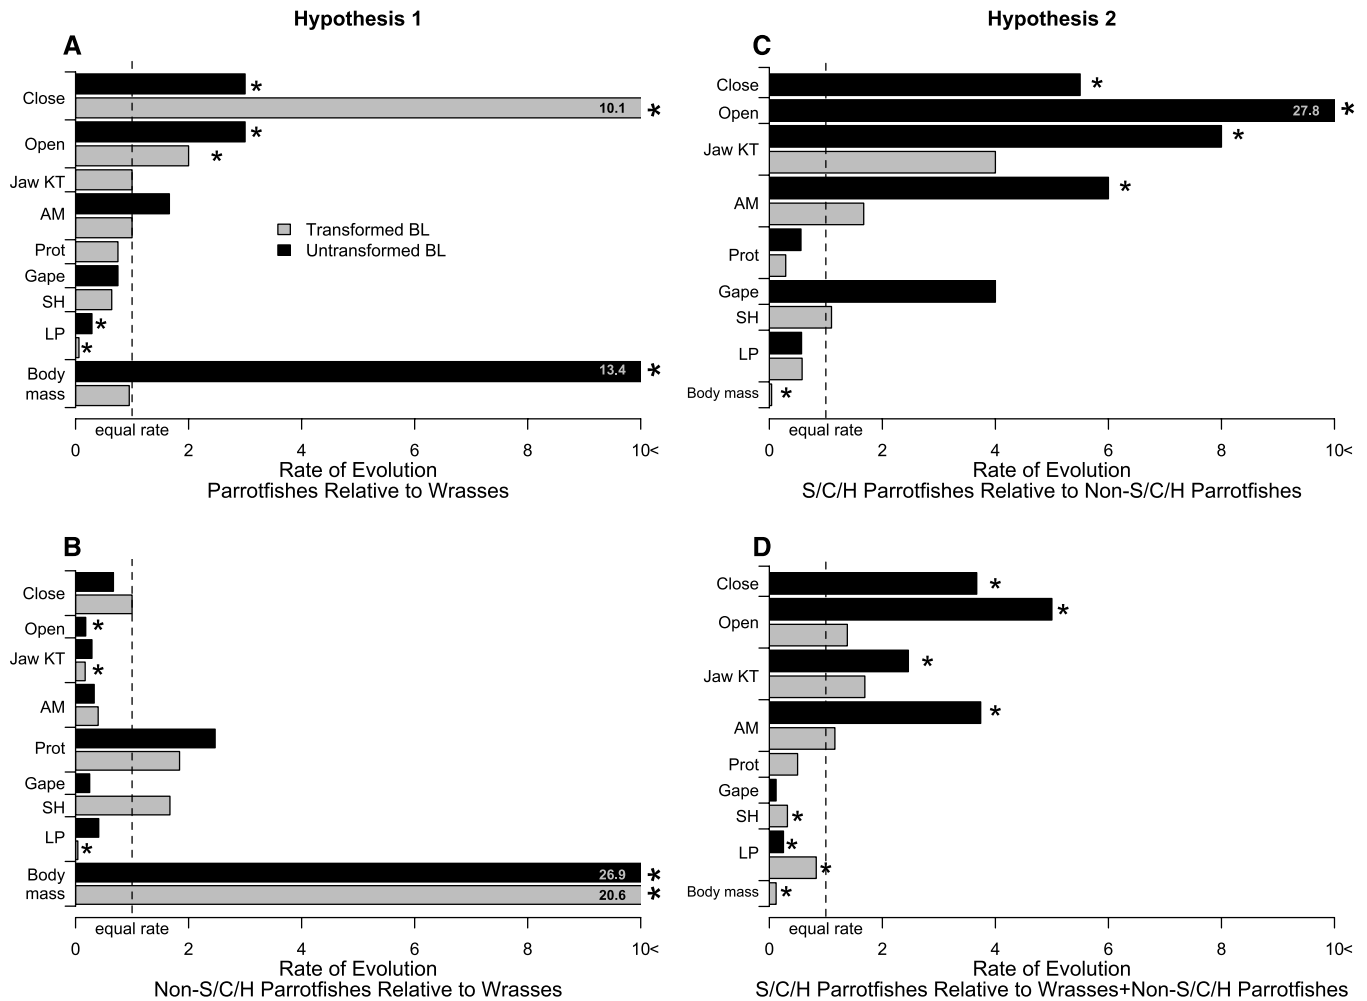 Hypothesis 1
A
Close
10.1
*
*
Open
*
*
Jaw KT
AM
Transformed BL
Untransformed BL
Prot
Gape
SH
LP
*
*
Body
mass
13.4
*
equal rate
0 2 4 6 8 10<
Rate of Evolution
Parrotfishes Relative to Wrasses
Hypothesis 2
C
Close
*
Open
27.8
*
Jaw KT
*
AM
*
Prot
Gape
SH
LP
Body mass
*
equal rate
0 2 4 6 8 10<
Rate of Evolution
S/C/H Parrotfishes Relative to Non-S/C/H Parrotfishes
B
Close
Open
*
Jaw KT
*
AM
Prot
Gape
SH
LP
*
Body
mass
26.9
*
20.6
*
equal rate
0 2 4 6 8 10<
Rate of Evolution
Non-S/C/H Parrotfishes Relative to Wrasses
D
Close
*
Open
*
Jaw KT
*
AM
*
Prot
Gape
SH
*
LP
*
*
Body mass
*
equal rate
0 2 4 6 8 10<
Rate of Evolution
S/C/H Parrotfishes Relative to Wrasses+Non-S/C/H Parrotfishes